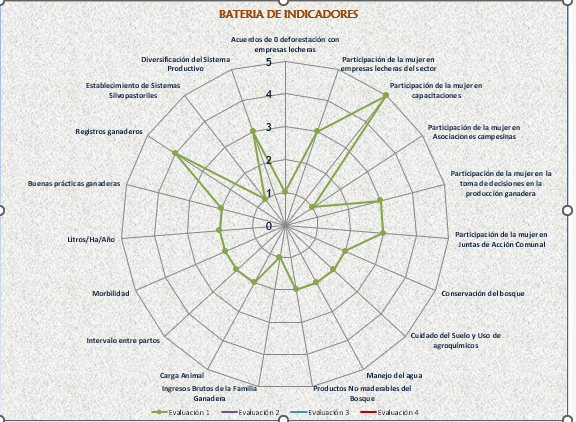 BATERIA DE INDICADORES
Acuerdos de 0 deforestación con
empresas lecheras
Participación de la mujer en
empresas lecheras del sector
Participación de la mujer en
capacitaciones
Participación de la mujer en
Asociaciones campesinas
Participación de la mujer en la
toma de decisiones en la
producción ganadera
Participación de la mujer en
Juntas de Acción Comunal
Conservación del bosque
Cuidado del Suelo y Uso de
agroquímicos
Manejo del agua
Productos No maderables del
Bosque
Ingresos Brutos de la Familia
Ganadera
Carga Animal
Intervalo entre partos
Morbilidad
Litros/Ha/Año
Buenas prácticas ganaderas
Registros ganaderos
Establecimiento de Sistemas
Silvopastoriles
Diversificación del Sistema
Productivo
5
4
3
2
1
0
Evaluación 1
Evaluación 2
Evaluación 3
Evaluación 4